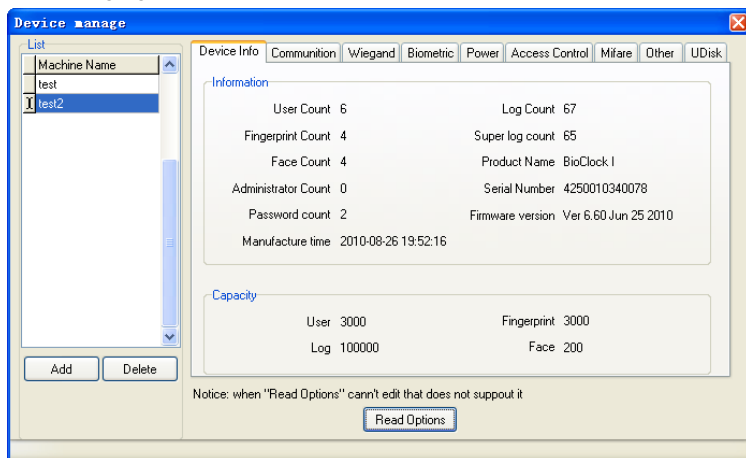 Device manage
List
Machine Name
test
test2
Add Delete
Device Info Communition Wiegand Biometric Power Access Control Mifare Other UDisk
Information
User Count 6 Log Count 67
Fingerprint Count 4 Super log count 65
Face Count 4 Product Name BioClock I
Administrator Count 0 Serial Number 4250010340078
Password count 2 Firmware version Ver 6.60 Jun 25 2010
Manufacture time 2010-08-26 19:52:16
Capacity
User 3000 Fingerprint 3000
Log 100000 Face 200
Notice: when "Read Options" cann't edit that does not suppout it
Read Options